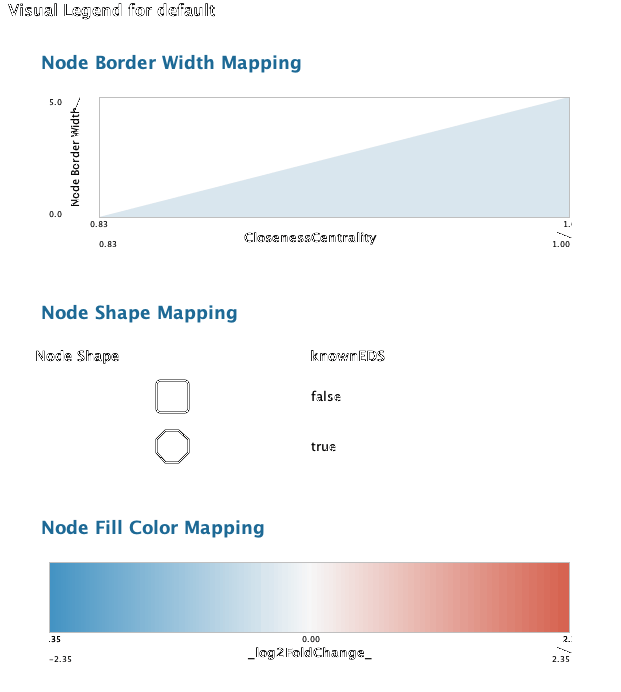 Visual Legend for default
Node Border Width Mapping
5.0
Node Border Width
0.0
0.83
1.
0.83
ClosenessCentrality
1.00
Node Shape Mapping
Node Shape knownEDS
false
true
Node Fill Color Mapping
.35 0.00 2.
-2.35 _log2FoldChange_ 2.35